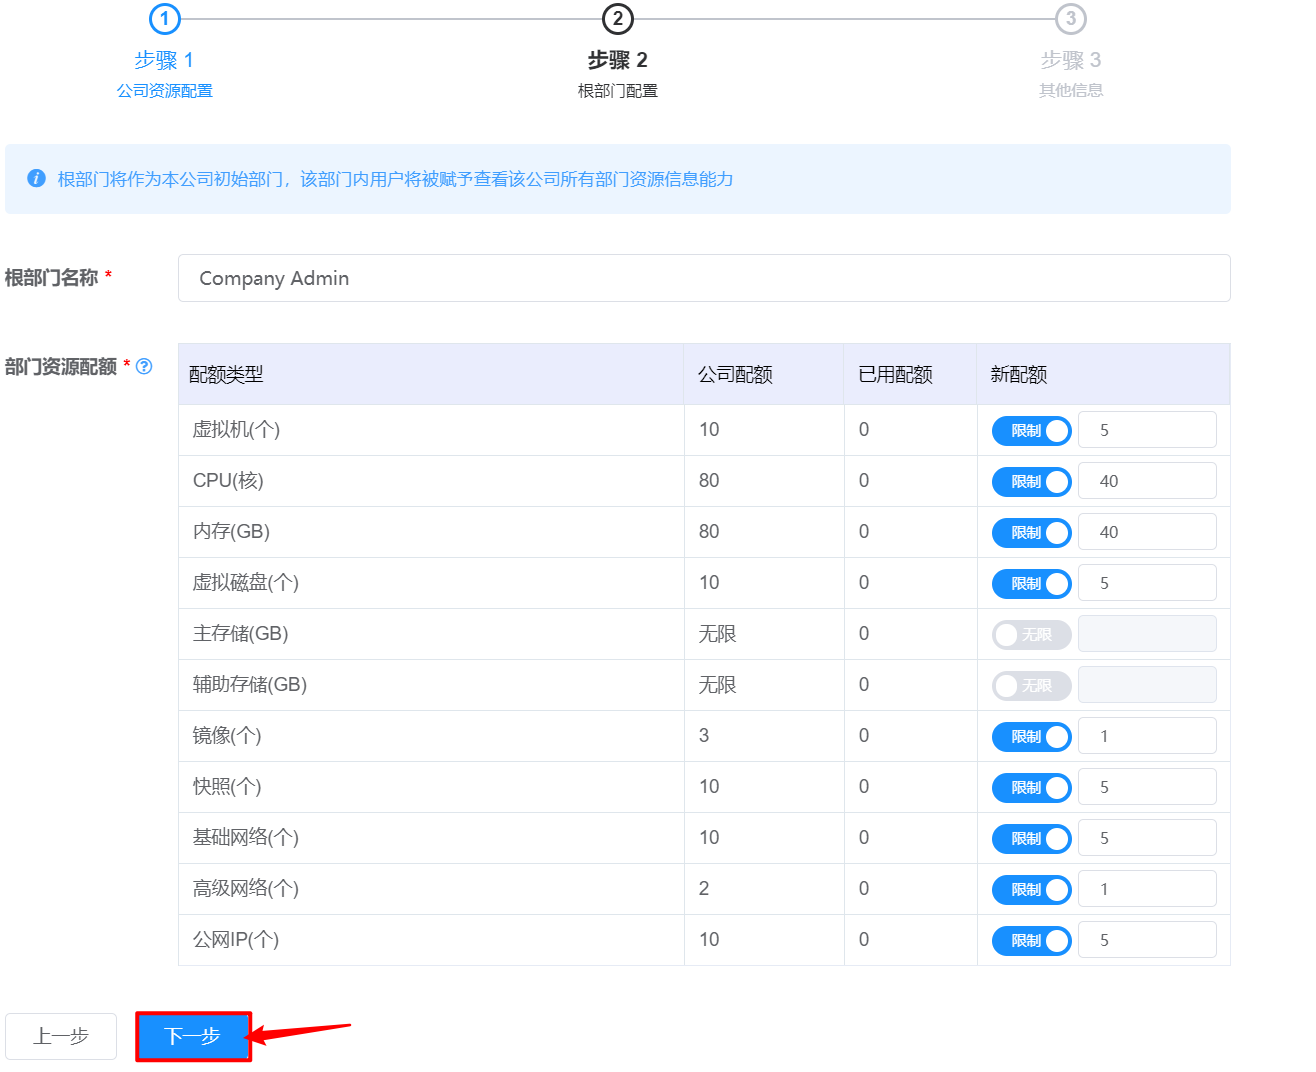 1 2 3
步骤 1 步骤 2 步骤 3
公司资源配置 根部门配置 其他信息
根部门将作为本公司初始部门，该部门内用户将被赋予查看该公司所有部门资源信息能力
根部门名称 * Company Admin
部门资源配额 * ?
配额类型 公司配额 已用配额 新配额
虚拟机(个) 10 0 限制 5
CPU(核) 80 0 限制 40
内存(GB) 80 0 限制 40
虚拟磁盘(个) 10 0 限制 5
主存储(GB) 无限 0 无限
辅助存储(GB) 无限 0 无限
镜像(个) 3 0 限制 1
快照(个) 10 0 限制 5
基础网络(个) 10 0 限制 5
高级网络(个) 2 0 限制 1
公网IP(个) 10 0 限制 5
上一步 下一步